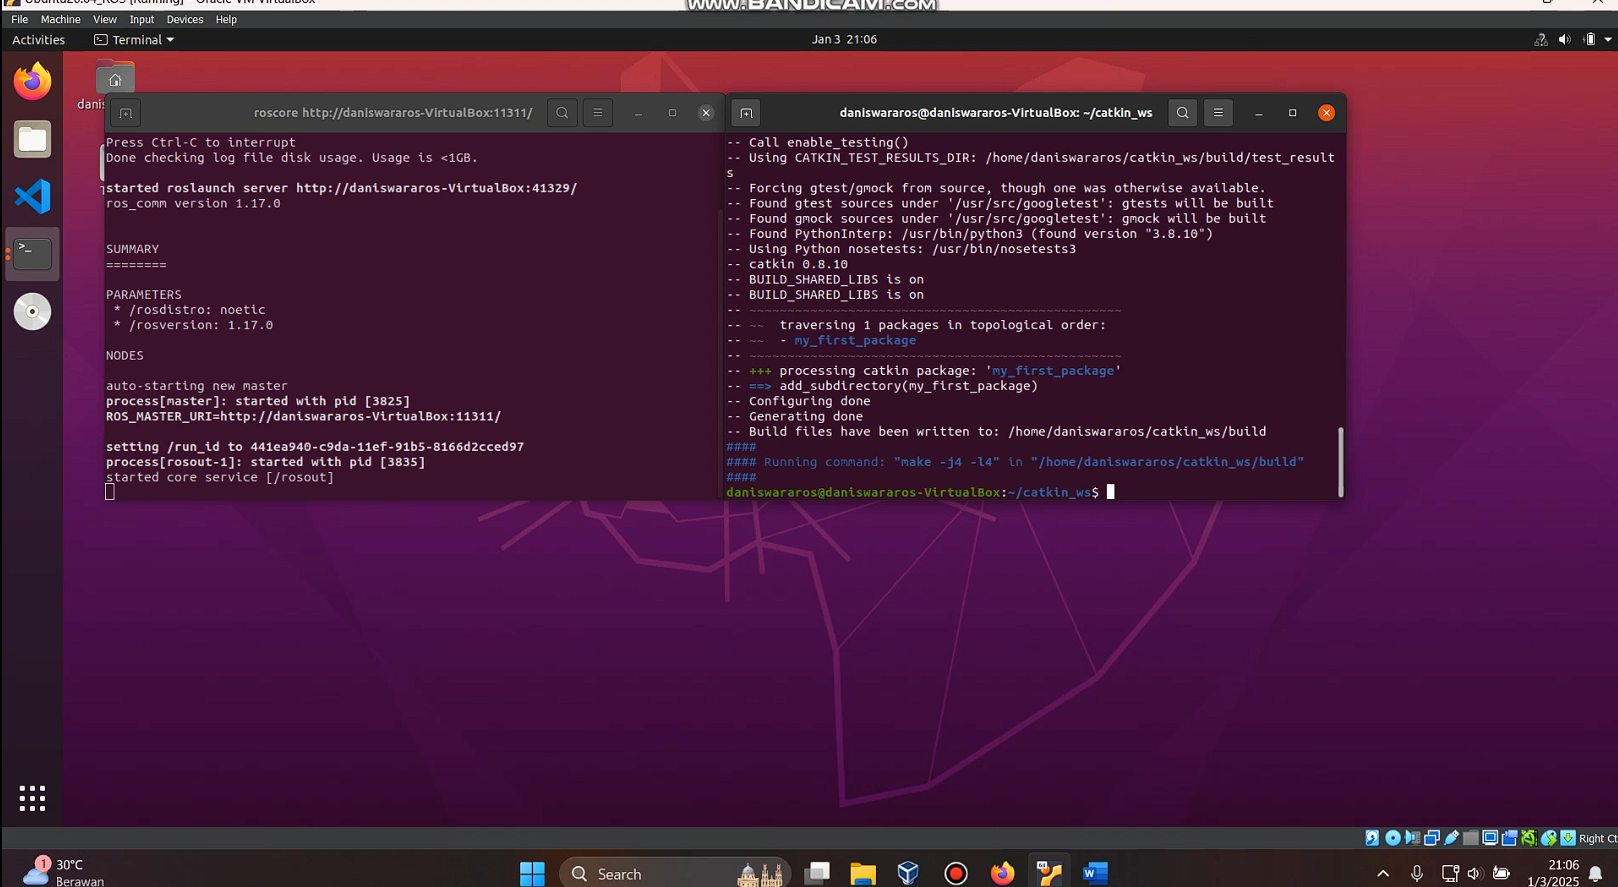 Ubuntu20.04_ROS [Running] - Oracle VM VirtualBox
WWW.BANDICAM.COM
File Machine View Input Devices Help
Activities Terminal Jan 3 21:06
roscore http://daniswararos-VirtualBox:11311/
Press Ctrl-C to interrupt
Done checking log file disk usage. Usage is <1GB.
started roslaunch server http://daniswararos-VirtualBox:41329/
ros_comm version 1.17.0
SUMMARY
========
PARAMETERS
* /rosdistro: noetic
* /rosversion: 1.17.0
NODES
auto-starting new master
process[master]: started with pid [3825]
ROS_MASTER_URI=http://daniswararos-VirtualBox:11311/
setting /run_id to 441ea940-c9da-11ef-91b5-8166d2cced97
process[rosout-1]: started with pid [3835]
started core service [/rosout]
daniswararos@daniswararos-VirtualBox: ~/catkin_ws
-- Call enable_testing()
-- Using CATKIN_TEST_RESULTS_DIR: /home/daniswararos/catkin_ws/build/test_result
s
-- Forcing gtest/gmock from source, though one was otherwise available.
-- Found gtest sources under '/usr/src/googletest': gtests will be built
-- Found gmock sources under '/usr/src/googletest': gmock will be built
-- Found PythonInterp: /usr/bin/python3 (found version "3.8.10")
-- Using Python nosetests: /usr/bin/nosetests3
-- catkin 0.8.10
-- BUILD_SHARED_LIBS is on
-- BUILD_SHARED_LIBS is on
-- ~~~~~~~~~~~~~~~~~~~~~~~~~~~~~~~~~~~~~~~~~~~~~~~~~
-- ~~  traversing 1 packages in topological order:
-- ~~  - my_first_package
-- ~~~~~~~~~~~~~~~~~~~~~~~~~~~~~~~~~~~~~~~~~~~~~~~~~
-- +++ processing catkin package: 'my_first_package'
-- ==> add_subdirectory(my_first_package)
-- Configuring done
-- Generating done
-- Build files have been written to: /home/daniswararos/catkin_ws/build
####
#### Running command: "make -j4 -l4" in "/home/daniswararos/catkin_ws/build"
####
daniswararos@daniswararos-VirtualBox:~/catkin_ws$
Right Ct
1
30°C
Berawan
Search
64
21:06
1/3/2025